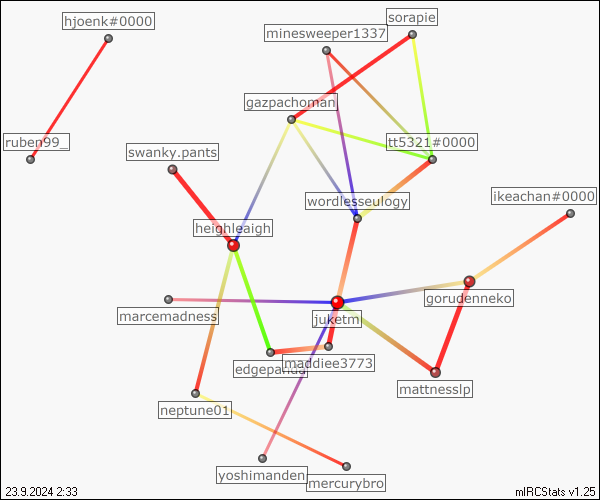 hjoenk#0000
sorapie
minesweeper1337
gazpachoman
ruben99_
swanky.pants
tt5321#0000
wordlesseulogy
ikeachan#0000
heighleaigh
gorudenneko
marcemadness
juketm
edgepanda
maddiee3773
mattnesslp
neptune01
yoshimanden
mercurybro
23.9.2024 2:33
mIRCStats v1.25